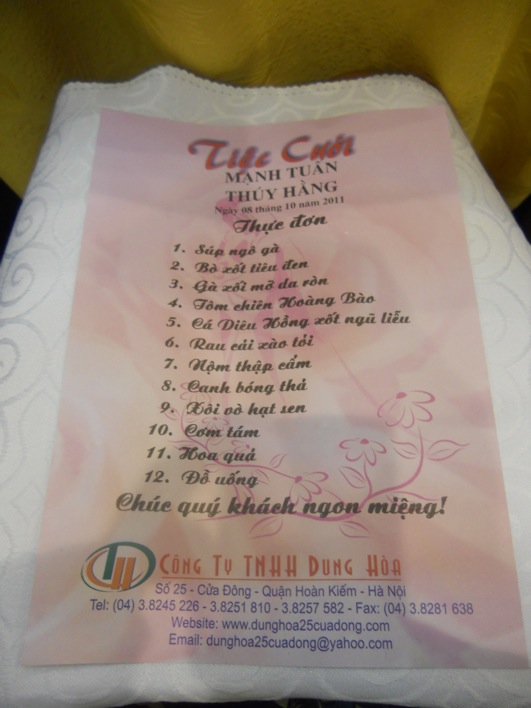 Tiệc Cưới
MẠNH TUẤN
THÚY HẰNG
Ngày 08 tháng 10 năm 2011
Thực đơn
1. Súp ngô gà
2. Bò xốt tiêu đen
3. Gà xối mỡ da ròn
4. Tôm chiên Hoàng Bào
5. Cá Diêu Hồng xốt ngũ liễu
6. Rau cải xào tỏi
7. Nộm thập cẩm
8. Canh bóng thả
9. Xôi vò hạt sen
10. Cơm tám
11. Hoa quả
12. Đồ uống
Chúc quý khách ngon miệng!
CÔNG TY TNHH DUNG HÒA
Số 25 - Cửa Đông - Quận Hoàn Kiếm - Hà Nội
Tel: (04) 3.8245 226 - 3.8251 810 - 3.8257 582 - Fax: (04) 3.8281 638
Website: www.dunghoa25cuadong.com
Email: dunghoa25cuadong@yahoo.com